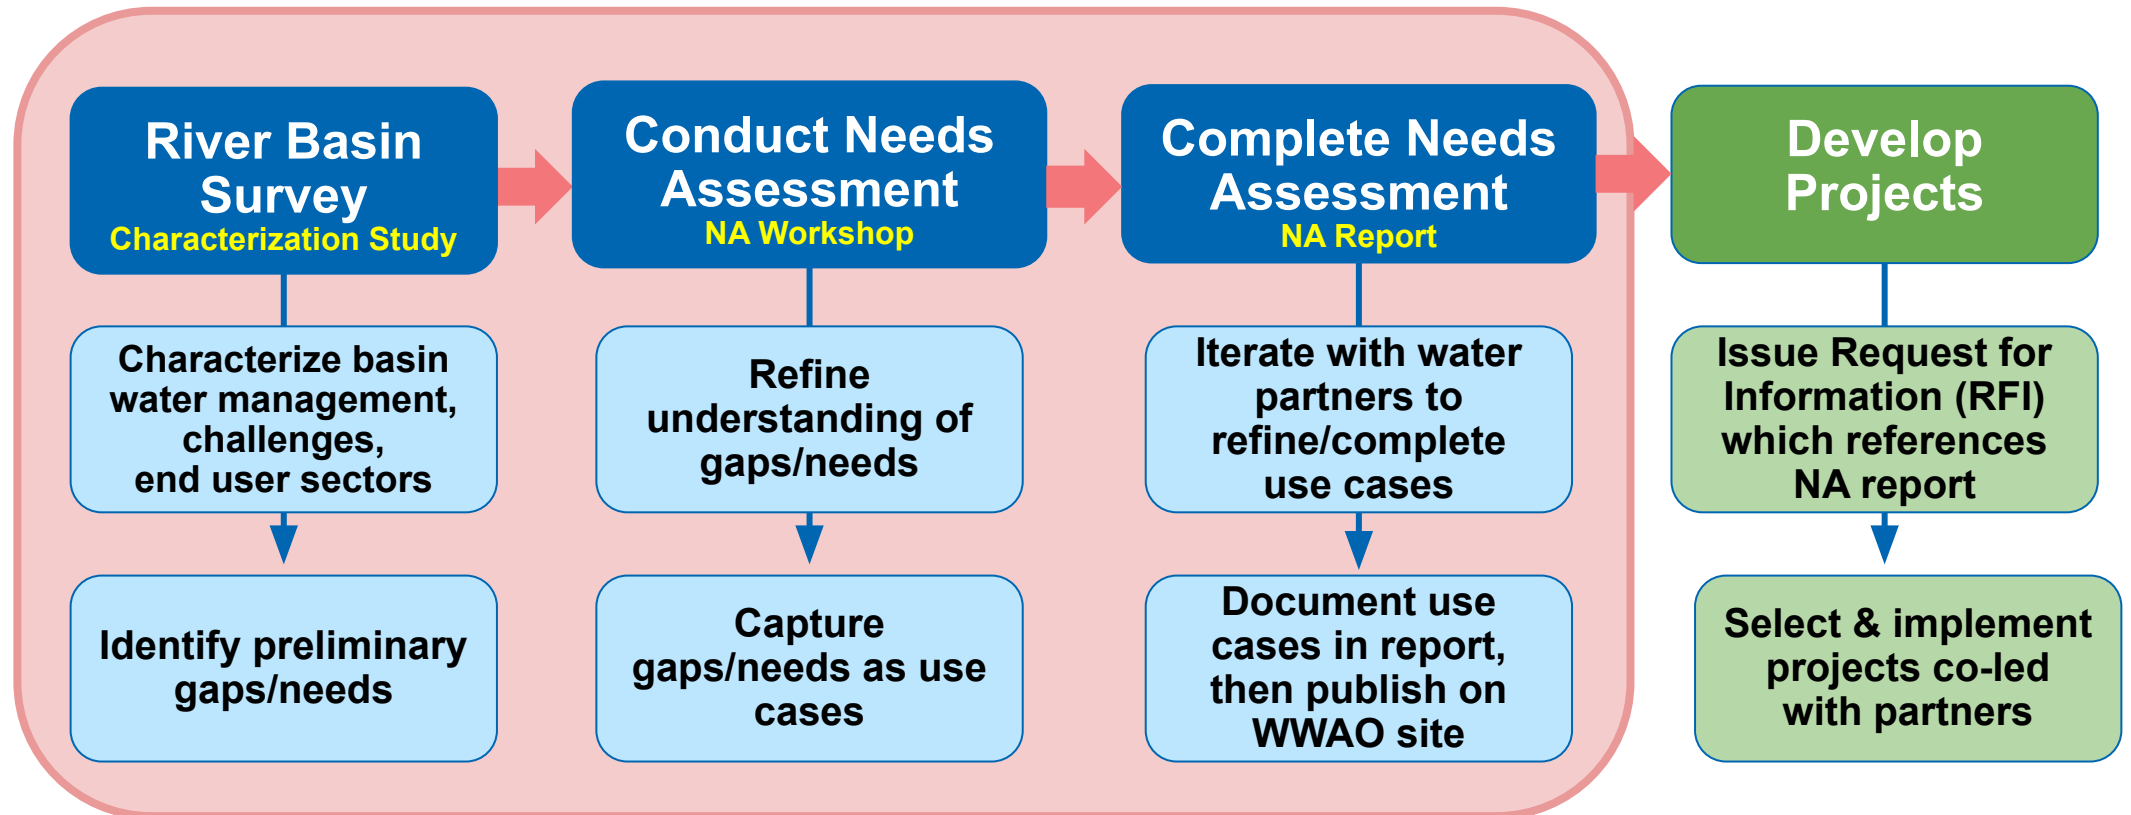 River Basin
Survey
Characterization Study
Conduct Needs
Assessment
NA Workshop
Complete Needs
Assessment
NA Report
Develop
Projects
Characterize basin
water management,
challenges,
end user sectors
Refine
understanding of
gaps/needs
Iterate with water
partners to
refine/complete
use cases
Issue Request for
Information (RFI)
which references
NA report
Identify preliminary
gaps/needs
Capture
gaps/needs as use
cases
Document use
cases in report,
then publish on
WWAO site
Select & implement
projects co-led
with partners